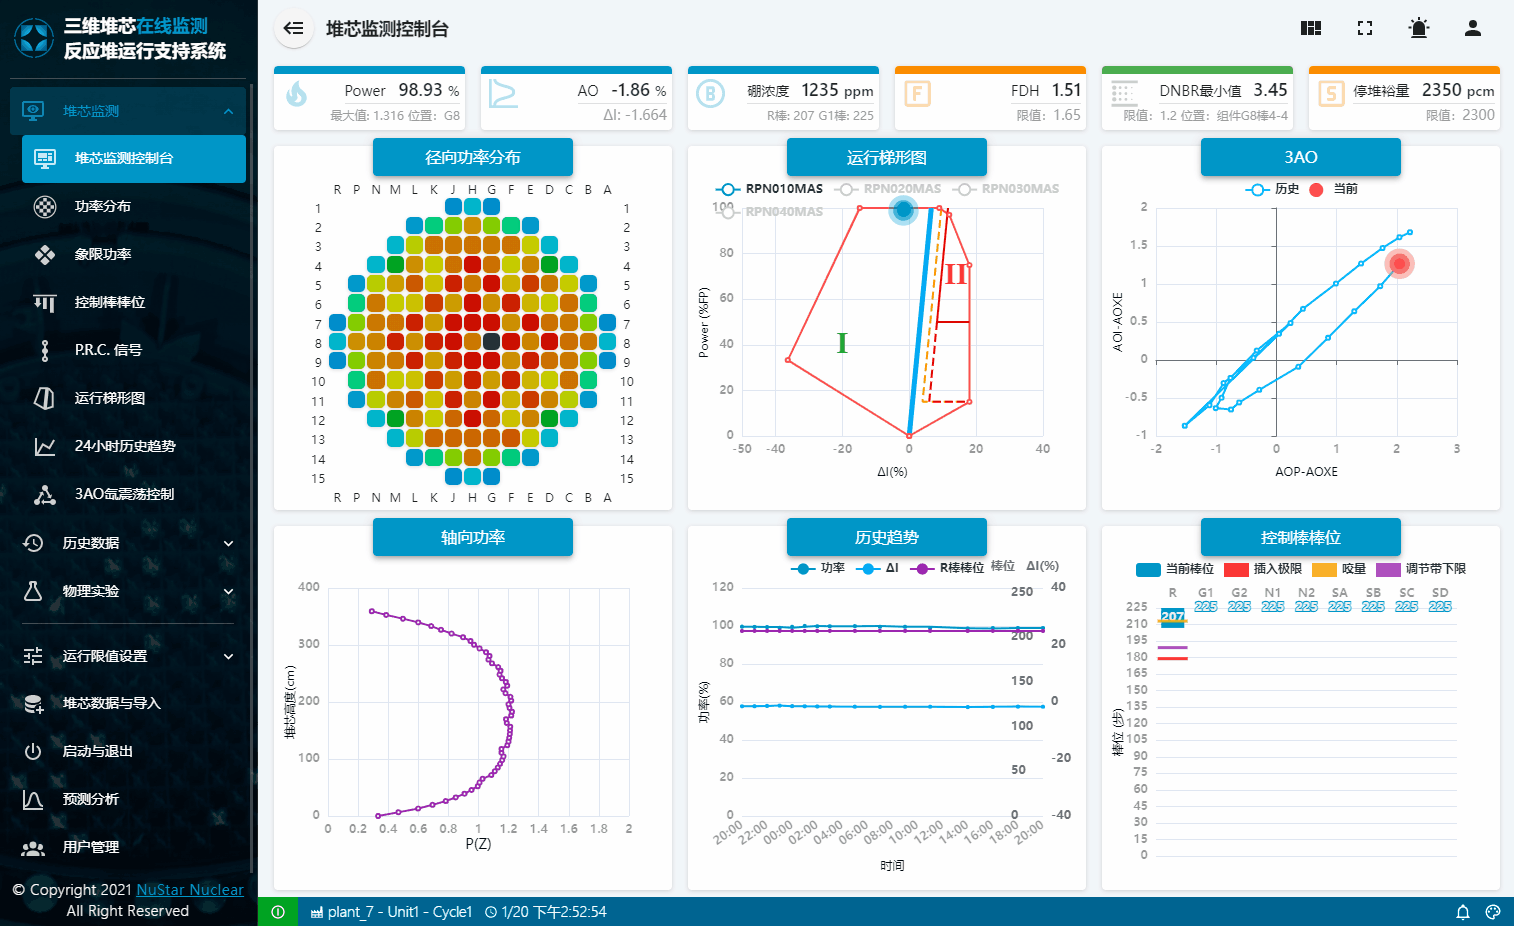 三维堆芯在线监测
反应堆运行支持系统
堆芯监测
堆芯监测控制台
功率分布
象限功率
控制棒棒位
P.R.C. 信号
运行梯形图
24小时历史趋势
3AO氙震荡控制
历史数据
物理实验
运行限值设置
堆芯数据与导入
启动与退出
预测分析
用户管理
© Copyright 2021 NuStar Nuclear
All Right Reserved
堆芯监测控制台
Power 98.93 %
最大值: 1.316 位置: G8
AO -1.86 %
ΔI: -1.664
B 硼浓度 1235 ppm
R棒: 207 G1棒: 225
F FDH 1.51
限值: 1.65
DNBR最小值 3.45
限值: 1.2 位置: 组件G8棒4-4
S 停堆裕量 2350 pcm
限值: 2300
径向功率分布
R P N M L K J H G F E D C B A
1 1
2 2
3 3
4 4
5 5
6 6
7 7
8 8
9 9
10 10
11 11
12 12
13 13
14 14
15 15
R P N M L K J H G F E D C B A
运行梯形图
RPN010MAS RPN020MAS RPN030MAS
RPN040MAS
100
80
60
40
20
0
Power (%FP)
I
II
-50 -40 -20 0 20 40
ΔI(%)
3AO
历史 当前
2
1.5
1
0.5
0
-0.5
-1
AOI-AOXE
-2 -1 0 1 2 3
AOP-AOXE
轴向功率
400
300
200
100
0
堆芯高度(cm)
0 0.2 0.4 0.6 0.8 1 1.2 1.4 1.6 1.8 2
P(Z)
历史趋势
功率 ΔI R棒棒位 棒位 ΔI(%)
120 250 40
100 200 20
80 150
60 0
40 100 -20
20 50
0 0 -40
功率(%)
20:00 22:00 00:00 02:00 04:00 06:00 08:00 10:00 12:00 14:00 16:00 18:00 20:00
时间
控制棒棒位
当前棒位 插入极限 咬量 调节带下限
R G1 G2 N1 N2 SA SB SC SD
207 225 225 225 225 225 225 225 225
225
210
195
180
165
150
135
120
105
90
75
60
45
30
15
0
棒位 (步)
plant_7 - Unit1 - Cycle1 1/20 下午2:52:54